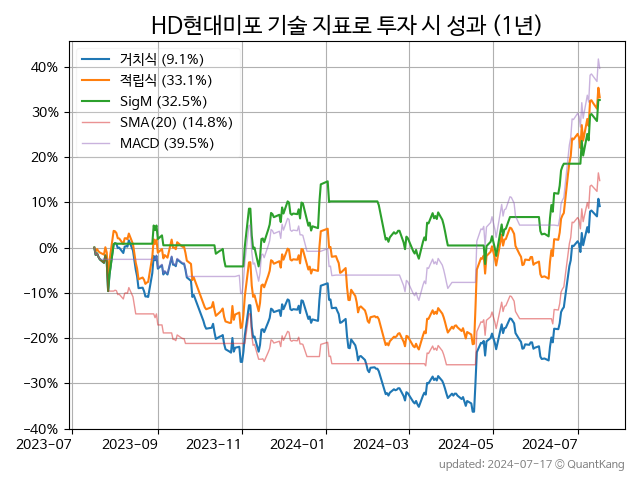 HD현대미포 기술 지표로 투자 시 성과 (1년)
거치식 (9.1%)
적립식 (33.1%)
SigM (32.5%)
SMA(20) (14.8%)
MACD (39.5%)
40%
30%
20%
10%
0%
−10%
−20%
−30%
−40%
2023-07 2023-09 2023-11 2024-01 2024-03 2024-05 2024-07
updated: 2024-07-17 ⓒ QuantKang